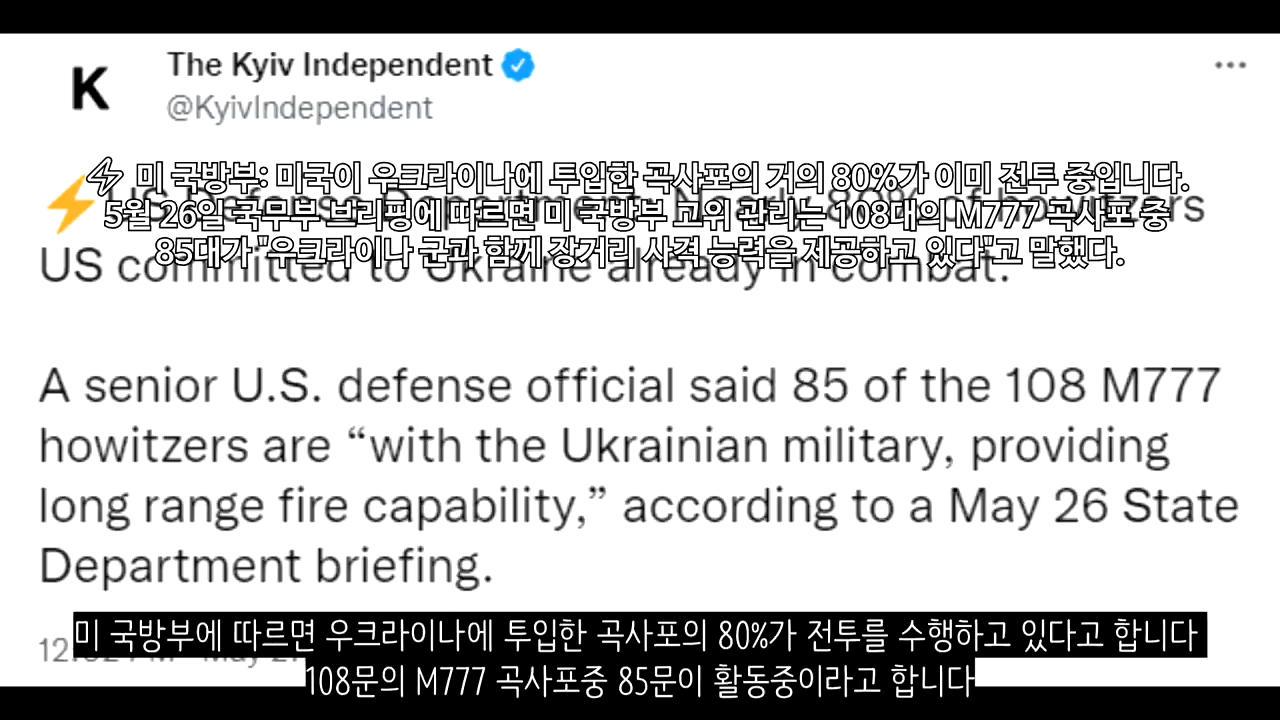 K
The Kyiv Independent
@KyivIndependent
⚡ 미 국방부: 미국이 우크라이나에 투입한 곡사포의 거의 80%가 이미 전투 중입니다.
⚡US Defense Department: Nearly 80% of howitzers
5월 26일 국무부 브리핑에 따르면 미 국방부 고위 관리는 108대의 M777 곡사포 중
85대가 "우크라이나 군과 함께 장거리 사격 능력을 제공하고 있다"고 말했다.
US committed to Ukraine already in combat.
A senior U.S. defense official said 85 of the 108 M777
howitzers are “with the Ukrainian military, providing
long range fire capability,” according to a May 26 State
Department briefing.
미 국방부에 따르면 우크라이나에 투입한 곡사포의 80%가 전투를 수행하고 있다고 합니다
108문의 M777 곡사포중 85문이 활동중이라고 합니다